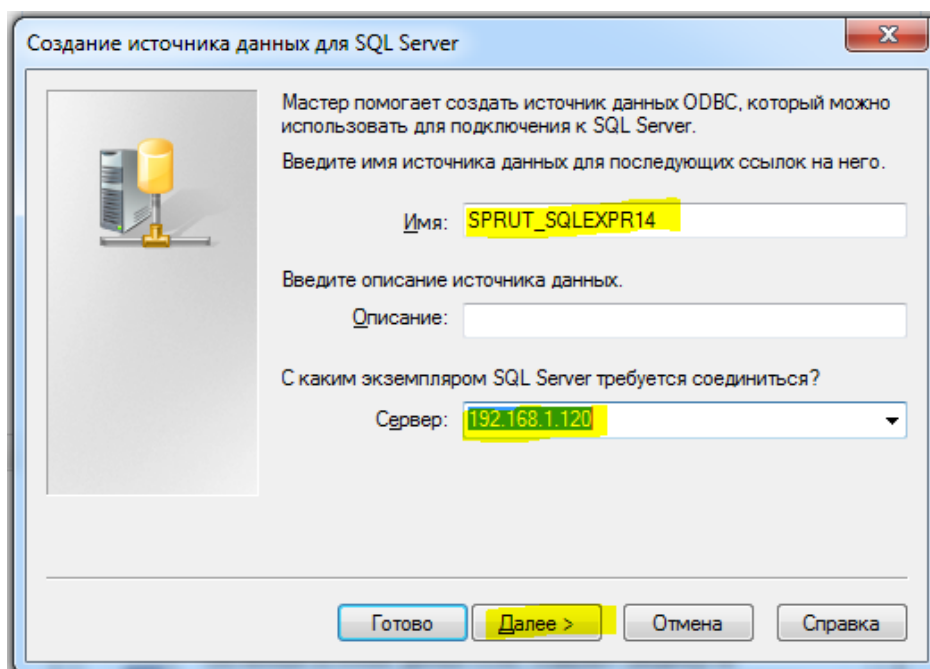 Создание источника данных для SQL Server
Мастер помогает создать источник данных ODBC, который можно
использовать для подключения к SQL Server.
Введите имя источника данных для последующих ссылок на него.
Имя: SPRUT_SQLEXPR14
Введите описание источника данных.
Описание:
С каким экземпляром SQL Server требуется соединиться?
Сервер: 192.168.1.120
Готово Далее > Отмена Справка